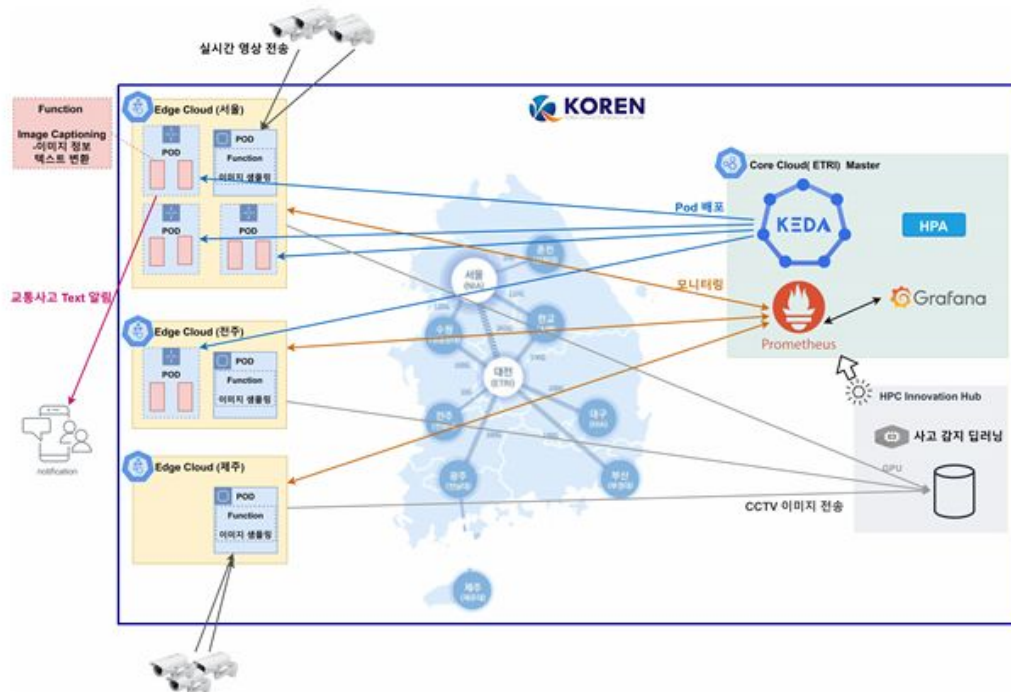 실시간 영상 전송
KOREN
Function
Image Captioning
-이미지 정보
텍스트 변환
Edge Cloud (서울)
POD
POD
Function
이미지 샘플링
POD
POD
교통사고 Text 알림
notification
Edge Cloud (전주)
POD
POD
Function
이미지 샘플링
Edge Cloud (제주)
POD
Function
이미지 샘플링
Pod 배포
모니터링
CCTV 이미지 전송
춘천
서울
(NIA)
수원
판교
대전
(ETRI)
전주
대구
광주
(전남대)
부산
제주
Core Cloud( ETRI) Master
KEDA
HPA
Prometheus
Grafana
HPC Innovation Hub
사고 감지 딥러닝
GPU